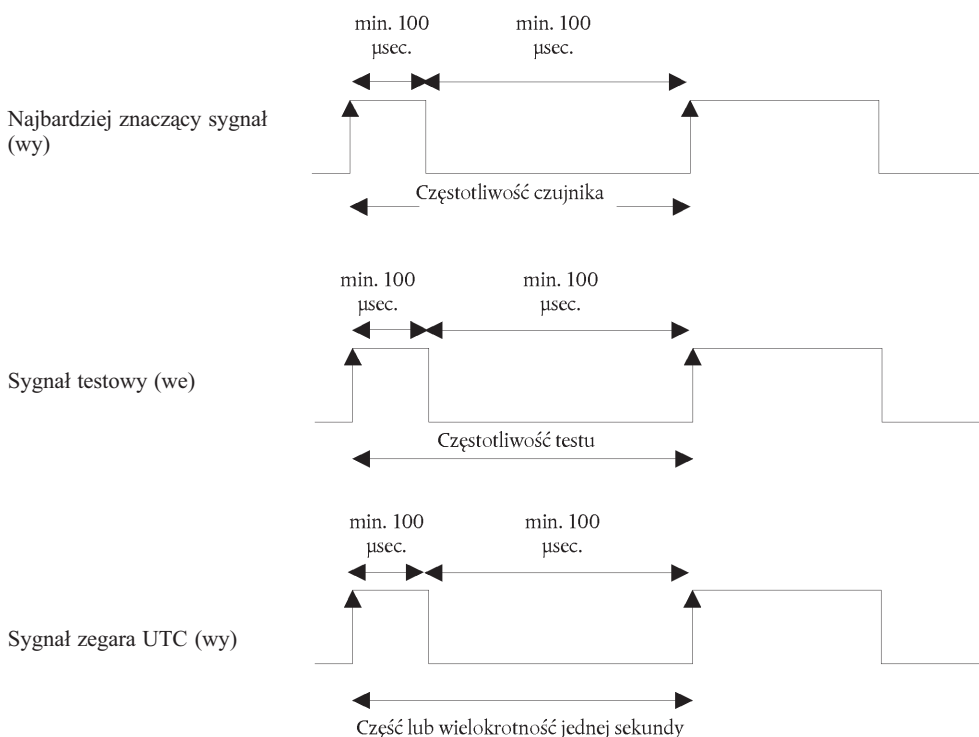 min. 100
µsec.
min. 100
µsec.
Najbardziej znaczący sygnał
(wy)
Częstotliwość czujnika
min. 100
µsec.
min. 100
µsec.
Sygnał testowy (we)
Częstotliwość testu
min. 100
µsec.
min. 100
µsec.
Sygnał zegara UTC (wy)
Część lub wielokrotność jednej sekundy